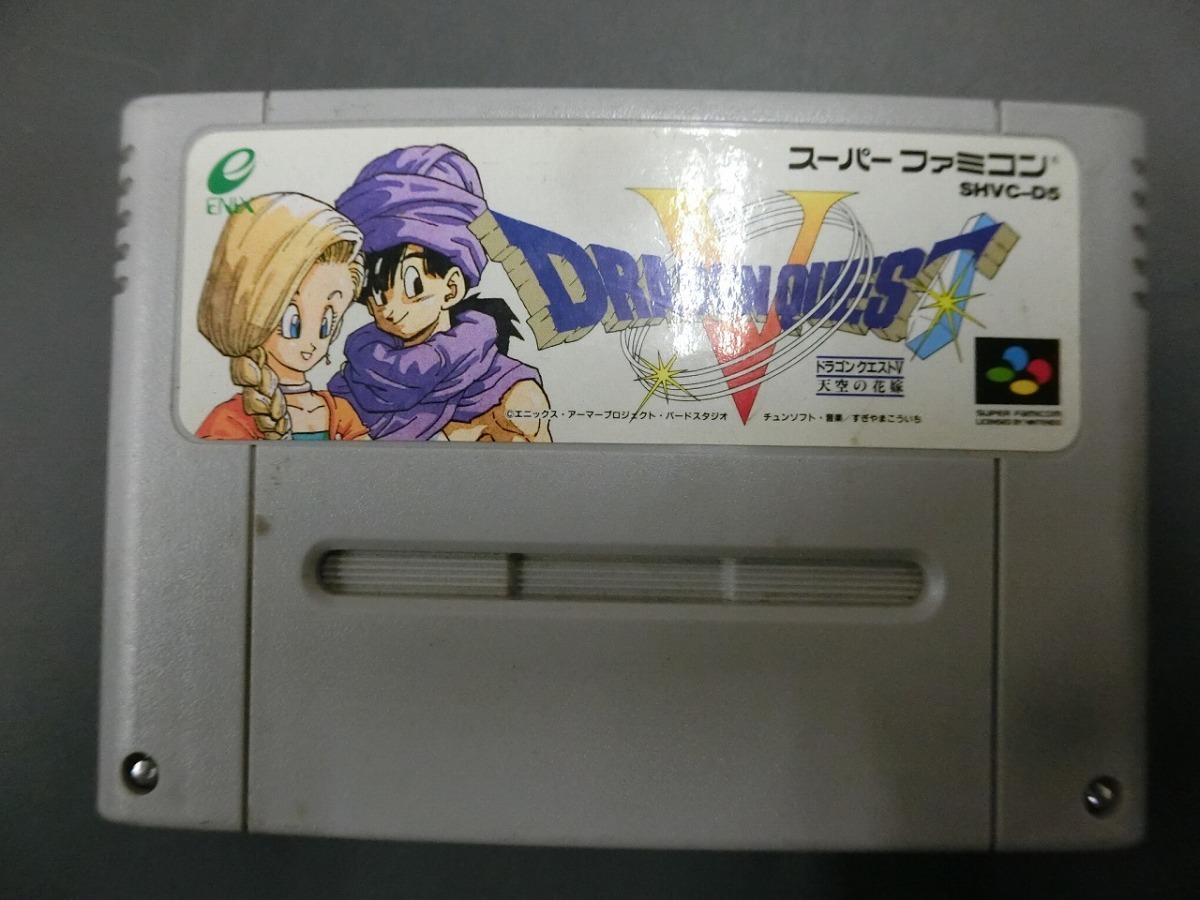 ENIX
スーパーファミコン
SHVC-D5
V
DRAGON QUEST
ドラゴンクエストV
天空の花嫁
©エニックス・アーマープロジェクト・バードスタジオ チュンソフト・音楽/すぎやまこういち
SUPER FAMICOM
LICENSED BY NINTENDO